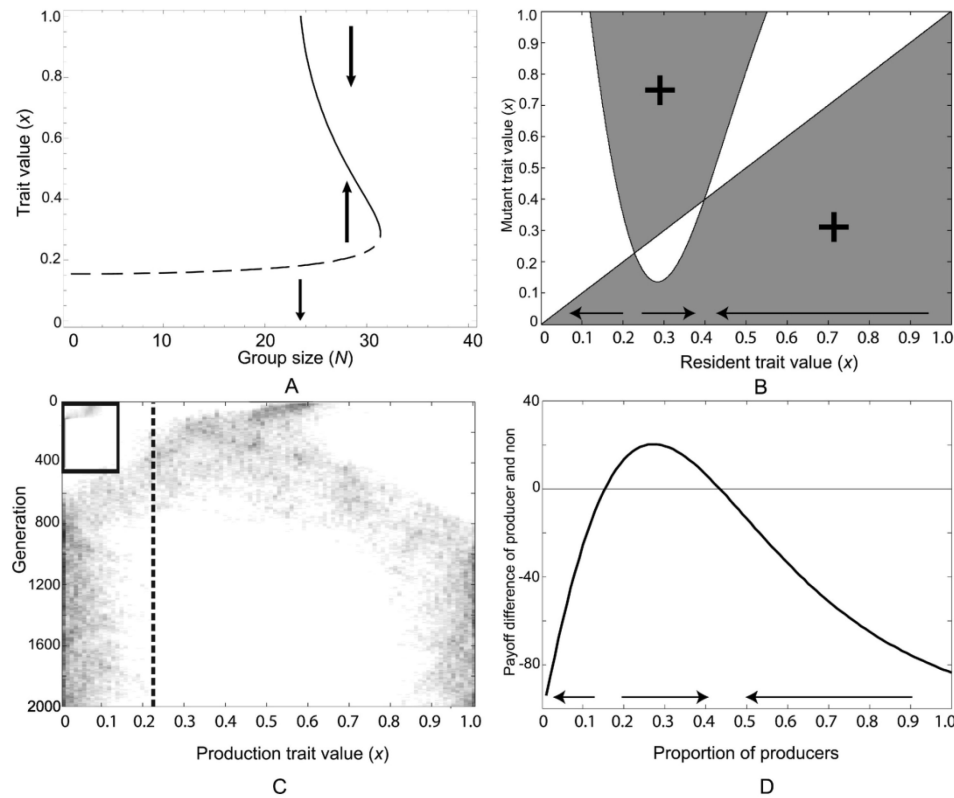 1.0
0.8
0.6
0.4
0.2
0
Trait value (x)
0 10 20 30 40
Group size (N)
A
1.0
0.9
0.8
0.7
0.6
0.5
0.4
0.3
0.2
0.1
0.0
Mutant trait value (x)
+
+
0 0.1 0.2 0.3 0.4 0.5 0.6 0.7 0.8 0.9 1.0
Resident trait value (x)
B
0
400
800
1200
1600
2000
Generation
0 0.1 0.2 0.3 0.4 0.5 0.6 0.7 0.8 0.9 1.0
Production trait value (x)
C
40
0
-40
-80
Payoff difference of producer and non
0 0.1 0.2 0.3 0.4 0.5 0.6 0.7 0.8 0.9 1.0
Proportion of producers
D